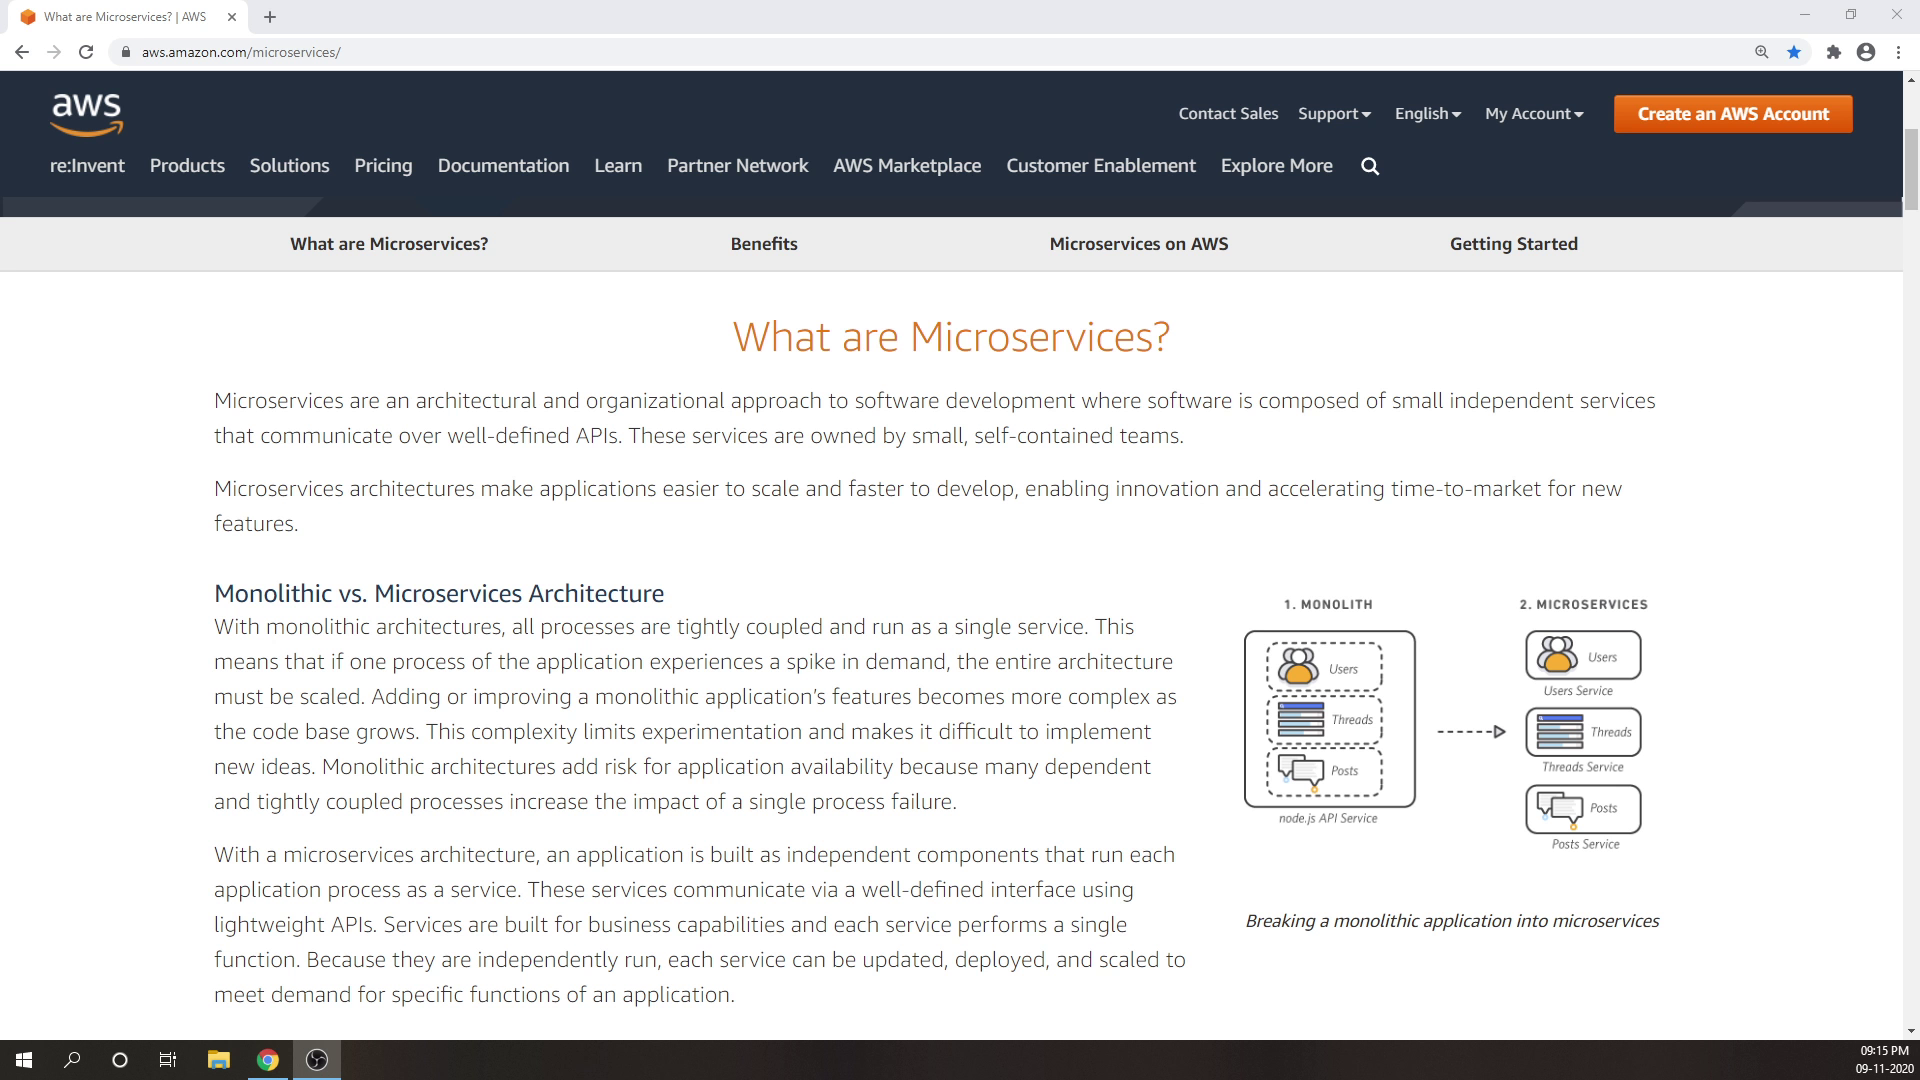 What are Microservices? | AWS
aws.amazon.com/microservices/
aws
Contact Sales Support English My Account Create an AWS Account
re:Invent Products Solutions Pricing Documentation Learn Partner Network AWS Marketplace Customer Enablement Explore More
What are Microservices? Benefits Microservices on AWS Getting Started
What are Microservices?
Microservices are an architectural and organizational approach to software development where software is composed of small independent services
that communicate over well-defined APIs. These services are owned by small, self-contained teams.
Microservices architectures make applications easier to scale and faster to develop, enabling innovation and accelerating time-to-market for new
features.
Monolithic vs. Microservices Architecture
With monolithic architectures, all processes are tightly coupled and run as a single service. This
means that if one process of the application experiences a spike in demand, the entire architecture
must be scaled. Adding or improving a monolithic application’s features becomes more complex as
the code base grows. This complexity limits experimentation and makes it difficult to implement
new ideas. Monolithic architectures add risk for application availability because many dependent
and tightly coupled processes increase the impact of a single process failure.
With a microservices architecture, an application is built as independent components that run each
application process as a service. These services communicate via a well-defined interface using
lightweight APIs. Services are built for business capabilities and each service performs a single
function. Because they are independently run, each service can be updated, deployed, and scaled to
meet demand for specific functions of an application.
1. MONOLITH
Users
Threads
Posts
node.js API Service
2. MICROSERVICES
Users
Users Service
Threads
Threads Service
Posts
Posts Service
Breaking a monolithic application into microservices
09:15 PM
09-11-2020